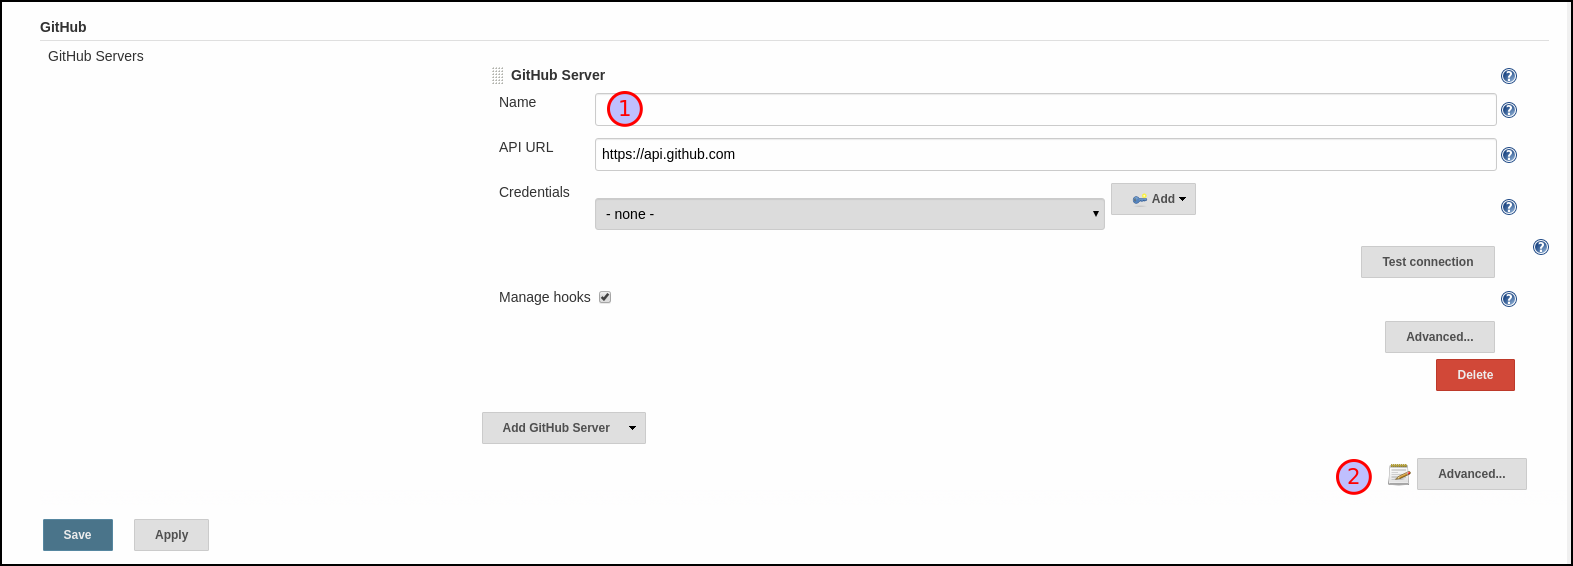 GitHub
GitHub Servers
GitHub Server
?
Name
1
?
API URL
https://api.github.com
?
Credentials
- none -
Add
?
?
Test connection
Manage hooks
?
Advanced...
Delete
Add GitHub Server
2
Advanced...
Save
Apply